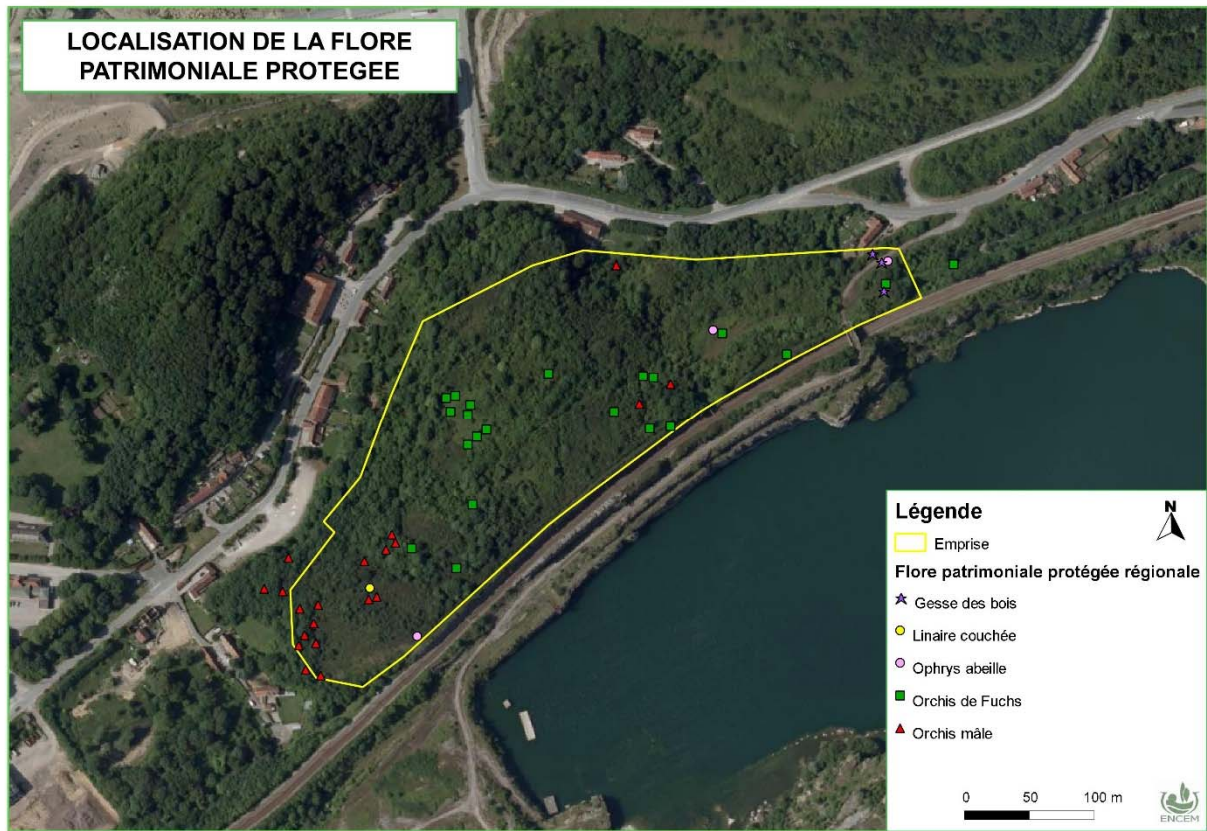 LOCALISATION DE LA FLORE
PATRIMONIALE PROTEGEE
Légende
N
Emprise
Flore patrimoniale protégée régionale
Gesse des bois
Linaire couchée
Ophrys abeille
Orchis de Fuchs
Orchis mâle
0 50 100 m
ENCEM